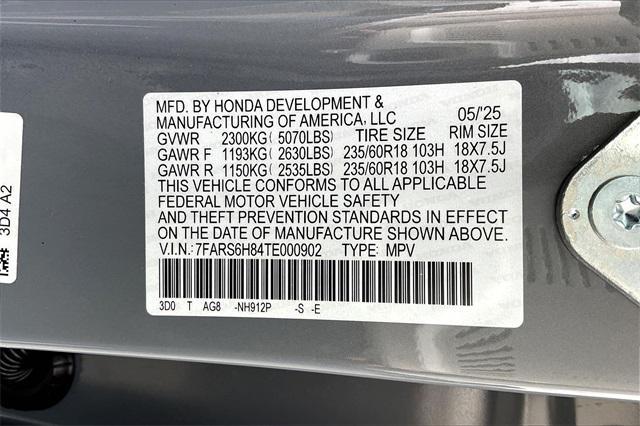 MFD. BY HONDA DEVELOPMENT &
MANUFACTURING OF AMERICA, LLC 05/'25
GVWR 2300KG (5070LBS) TIRE SIZE RIM SIZE
GAWR F 1193KG (2630LBS) 235/60R18 103H 18X7.5J
GAWR R 1150KG (2535LBS) 235/60R18 103H 18X7.5J
THIS VEHICLE CONFORMS TO ALL APPLICABLE
FEDERAL MOTOR VEHICLE SAFETY
AND THEFT PREVENTION STANDARDS IN EFFECT
ON THE DATE OF MANUFACTURE SHOWN ABOVE.
V.I.N.:7FARS6H84TE000902 TYPE: MPV
3D0 T AG8 -NH912P -S -E
3D4 A2